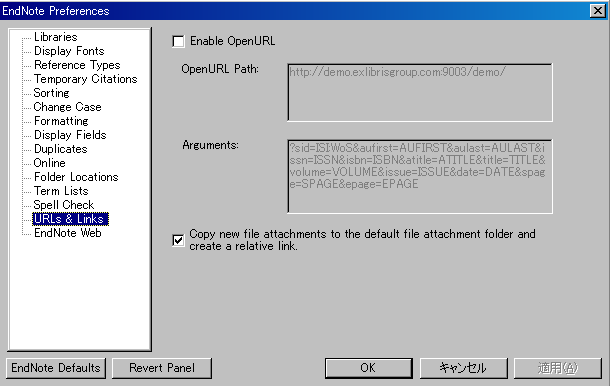 EndNote Preferences
Libraries
Display Fonts
Reference Types
Temporary Citations
Sorting
Change Case
Formatting
Display Fields
Duplicates
Online
Folder Locations
Term Lists
Spell Check
URLs & Links
EndNote Web
Enable OpenURL
OpenURL Path:
http://demo.exlibrisgroup.com:9003/demo/
Arguments:
?sid=ISI:WoS&aufirst=AUFIRST&aulast=AULAST&i
ssn=ISSN&isbn=ISBN&atitle=ATITLE&title=TITLE&
volume=VOLUME&issue=ISSUE&date=DATE&spag
e=SPAGE&epage=EPAGE
Copy new file attachments to the default file attachment folder and
create a relative link.
EndNote Defaults
Revert Panel
OK
キャンセル
適用(A)